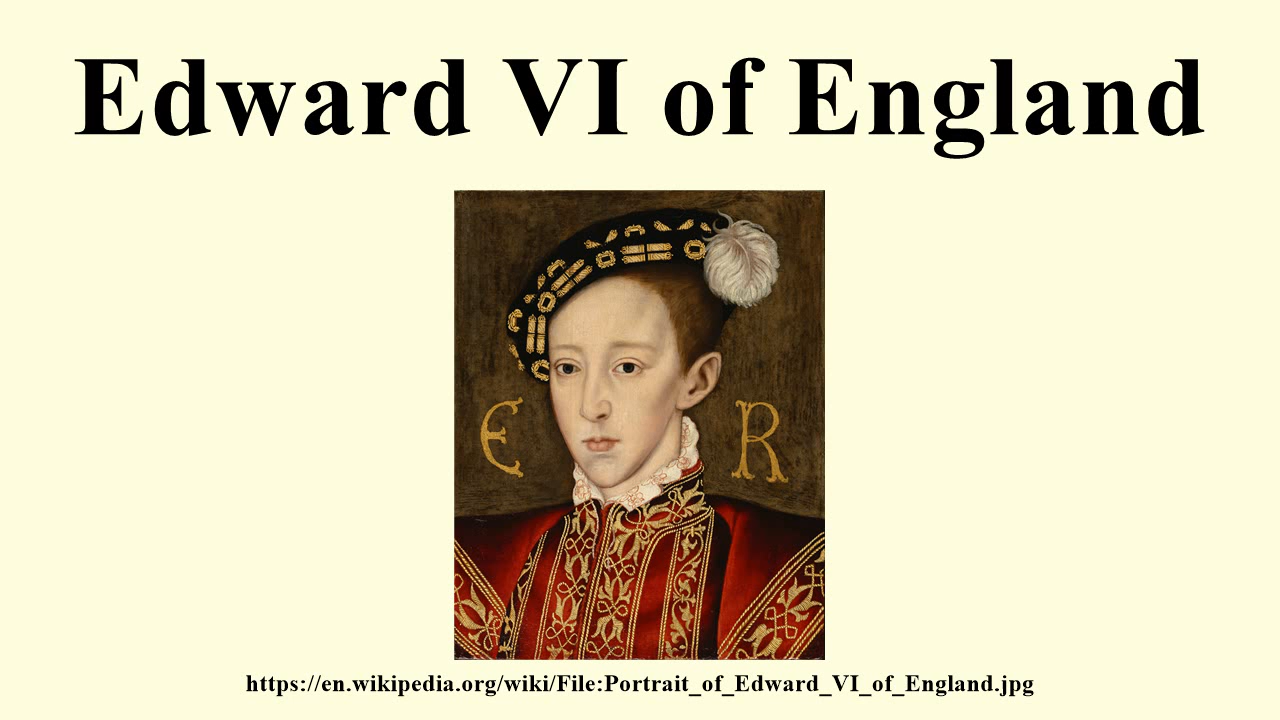 Edward VI of England
E R
https://en.wikipedia.org/wiki/File:Portrait_of_Edward_VI_of_England.jpg